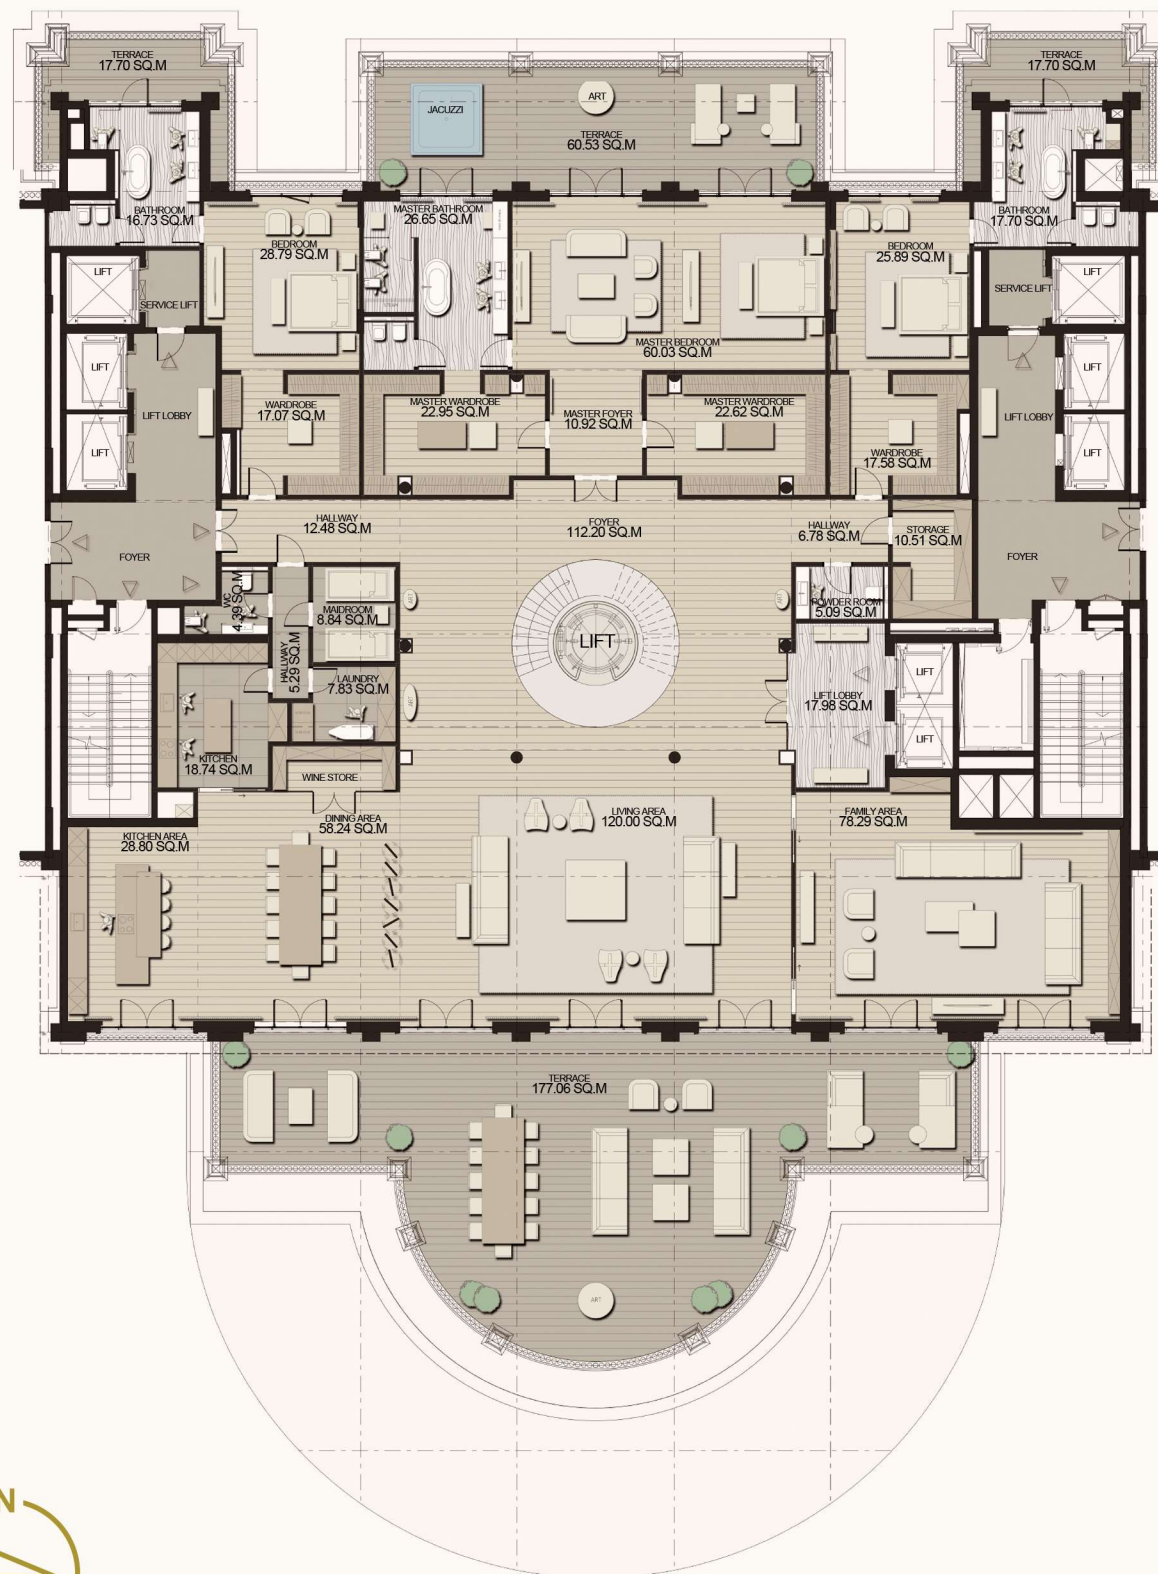 TERRACE
17.70 SQ.M
TERRACE
17.70 SQ.M
JACUZZI
ART
TERRACE
60.53 SQ.M
BATHROOM
16.73 SQ.M
MASTER BATHROOM
26.65 SQ.M
BATHROOM
17.70 SQ.M
BEDROOM
28.79 SQ.M
BEDROOM
25.89 SQ.M
LIFT
SERVICE LIFT
SERVICE LIFT
LIFT
MASTER BEDROOM
60.03 SQ.M
LIFT
LIFT
LIFT LOBBY
WARDROBE
17.07 SQ.M
MASTER WARDROBE
22.95 SQ.M
MASTER FOYER
10.92 SQ.M
MASTER WARDROBE
22.62 SQ.M
WARDROBE
17.58 SQ.M
LIFT LOBBY
LIFT
LIFT
FOYER
HALLWAY
12.48 SQ.M
FOYER
112.20 SQ.M
HALLWAY
6.78 SQ.M
STORAGE
10.51 SQ.M
FOYER
WC
4.39 SQ.M
MAIDROOM
8.84 SQ.M
ART
LIFT
ART
POWDER ROOM
5.09 SQ.M
HALLWAY
5.29 SQ.M
LAUNDRY
7.83 SQ.M
ART
LIFT LOBBY
17.98 SQ.M
LIFT
LIFT
KITCHEN
18.74 SQ.M
WINE STORE
KITCHEN AREA
28.80 SQ.M
DINING AREA
58.24 SQ.M
LIVING AREA
120.00 SQ.M
FAMILY AREA
78.29 SQ.M
TERRACE
177.06 SQ.M
ART
N